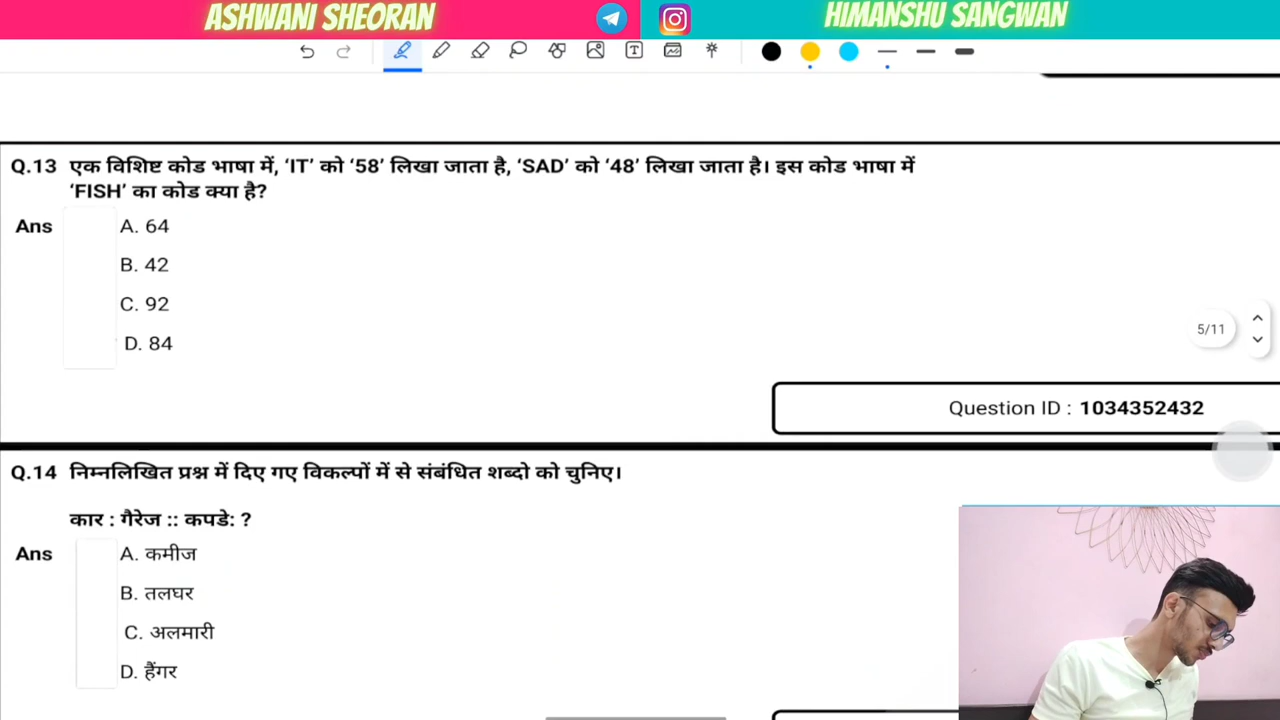 ASHWANI SHEORAN
HIMANSHU SANGWAN
Q.13 एक विशिष्ट कोड भाषा में, ‘IT’ को ‘58’ लिखा जाता है, ‘SAD’ को ‘48’ लिखा जाता है। इस कोड भाषा में
‘FISH’ का कोड क्या है?
Ans
A. 64
B. 42
C. 92
D. 84
5/11
Question ID : 1034352432
Q.14 निम्नलिखित प्रश्न में दिए गए विकल्पों में से संबंधित शब्दो को चुनिए।
कार : गैरेज :: कपडे: ?
Ans
A. कमीज
B. तलघर
C. अलमारी
D. हैंगर